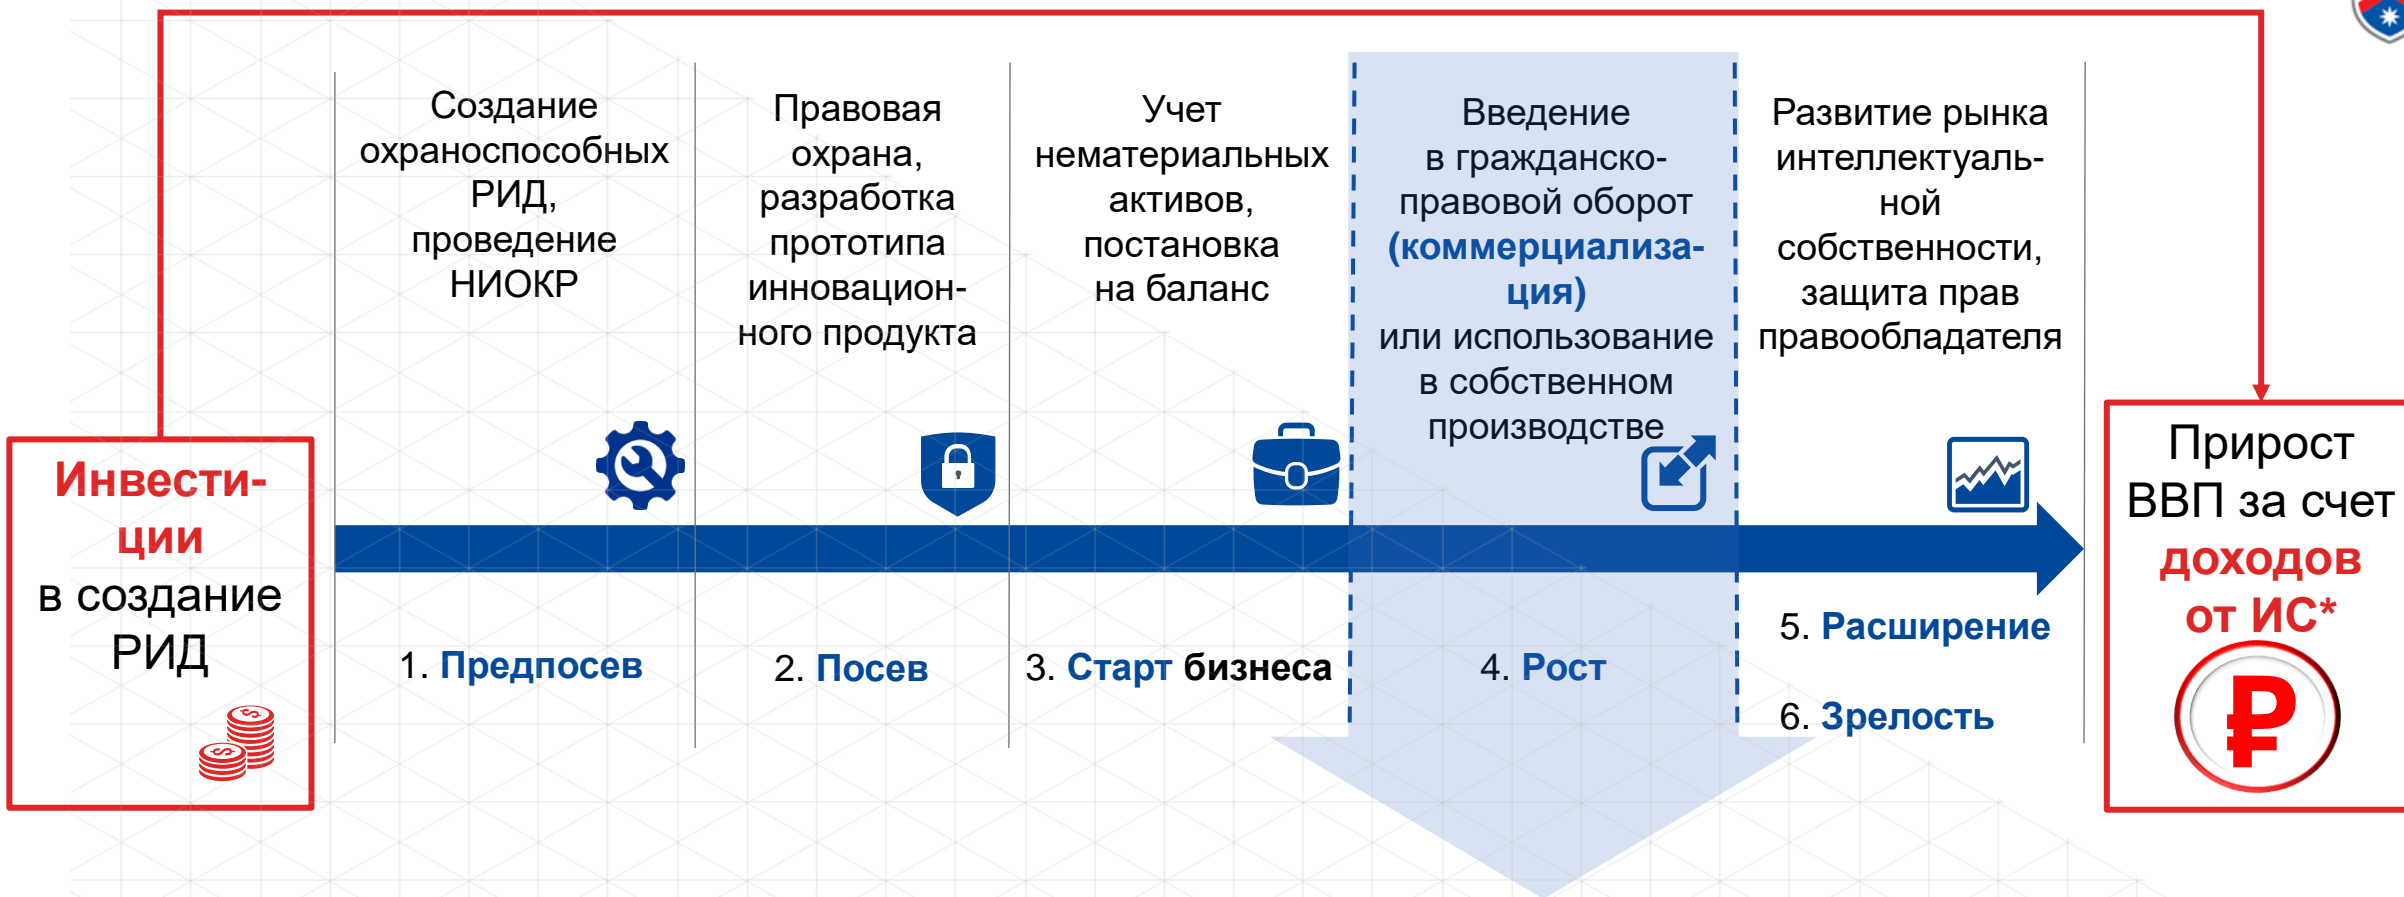 Создание
охраноспособных
РИД,
проведение
НИОКР
Правовая
охрана,
разработка
прототипа
инновацион-
ного продукта
Учет
нематериальных
активов,
постановка
на баланс
Введение
в гражданско-
правовой оборот
(коммерциализа-
ция)
или использование
в собственном
производстве
Развитие рынка
интеллектуаль-
ной
собственности,
защита прав
правообладателя
Инвести-
ции
в создание
РИД
1. Предпосев
2. Посев
3. Старт бизнеса
4. Рост
5. Расширение
6. Зрелость
Прирост
ВВП за счет
доходов
от ИС*